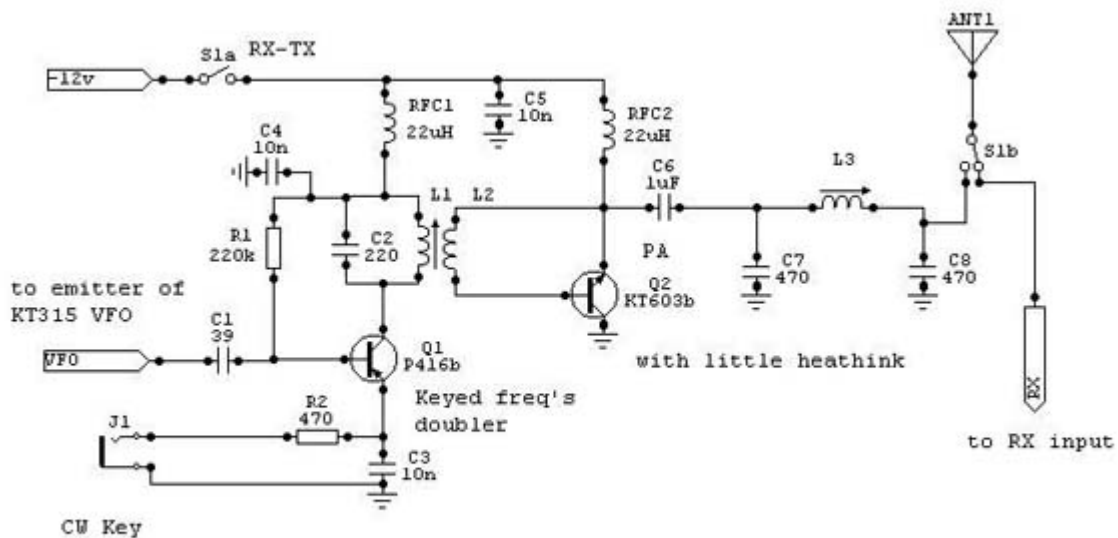 ANT1
S1a
RX-TX
-12v
C5
10n
RFC1
22uH
RFC2
22uH
C4
10n
S1b
C6
1uF
L3
L1
L2
R1
220k
C2
220
PA
C7
470
C8
470
Q2
KT603b
to emitter of
KT315 VFO
C1
39
VFO
Q1
P416b
with little heathink
Keyed freq's
doubler
RX
R2
470
J1
to RX input
C3
10n
CW Key